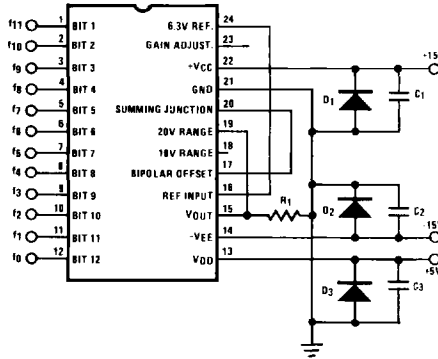 f11 1 BIT 1 6.3V REF. 24
f10 2 BIT 2 GAIN ADJUST. 23
f9 3 BIT 3 +VCC 22 +15V
f8 4 BIT 4 GND 21 D1 C1
f7 5 BIT 5 SUMMING JUNCTION 20
f6 6 BIT 6 20V RANGE 19
f5 7 BIT 7 10V RANGE 18
f4 8 BIT 8 BIPOLAR OFFSET 17
f3 9 BIT 9 REF INPUT 16
f2 10 BIT 10 VOUT 15 R1 D2 C2
f1 11 BIT 11 -VEE 14 -15V
f0 12 BIT 12 VDD 13 +5V
D3 C3